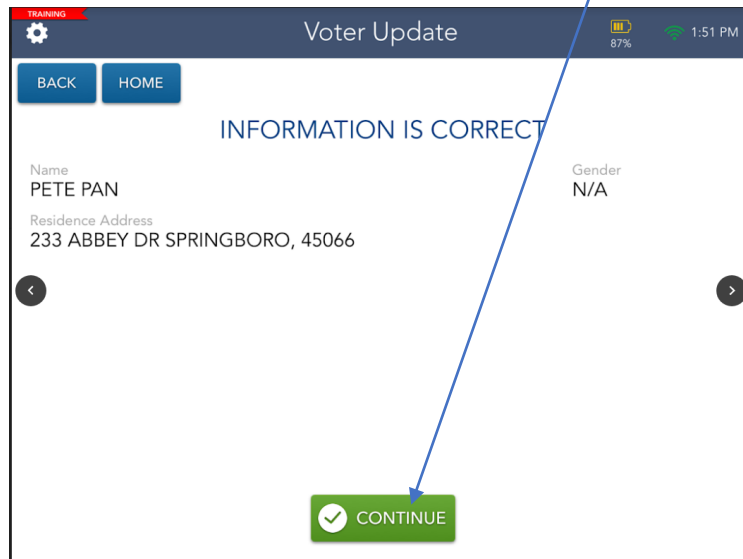 TRAINING
Voter Update
87%
1:51 PM
BACK
HOME
INFORMATION IS CORRECT
Name
Gender
PETE PAN
N/A
Residence Address
233 ABBEY DR SPRINGBORO, 45066
CONTINUE